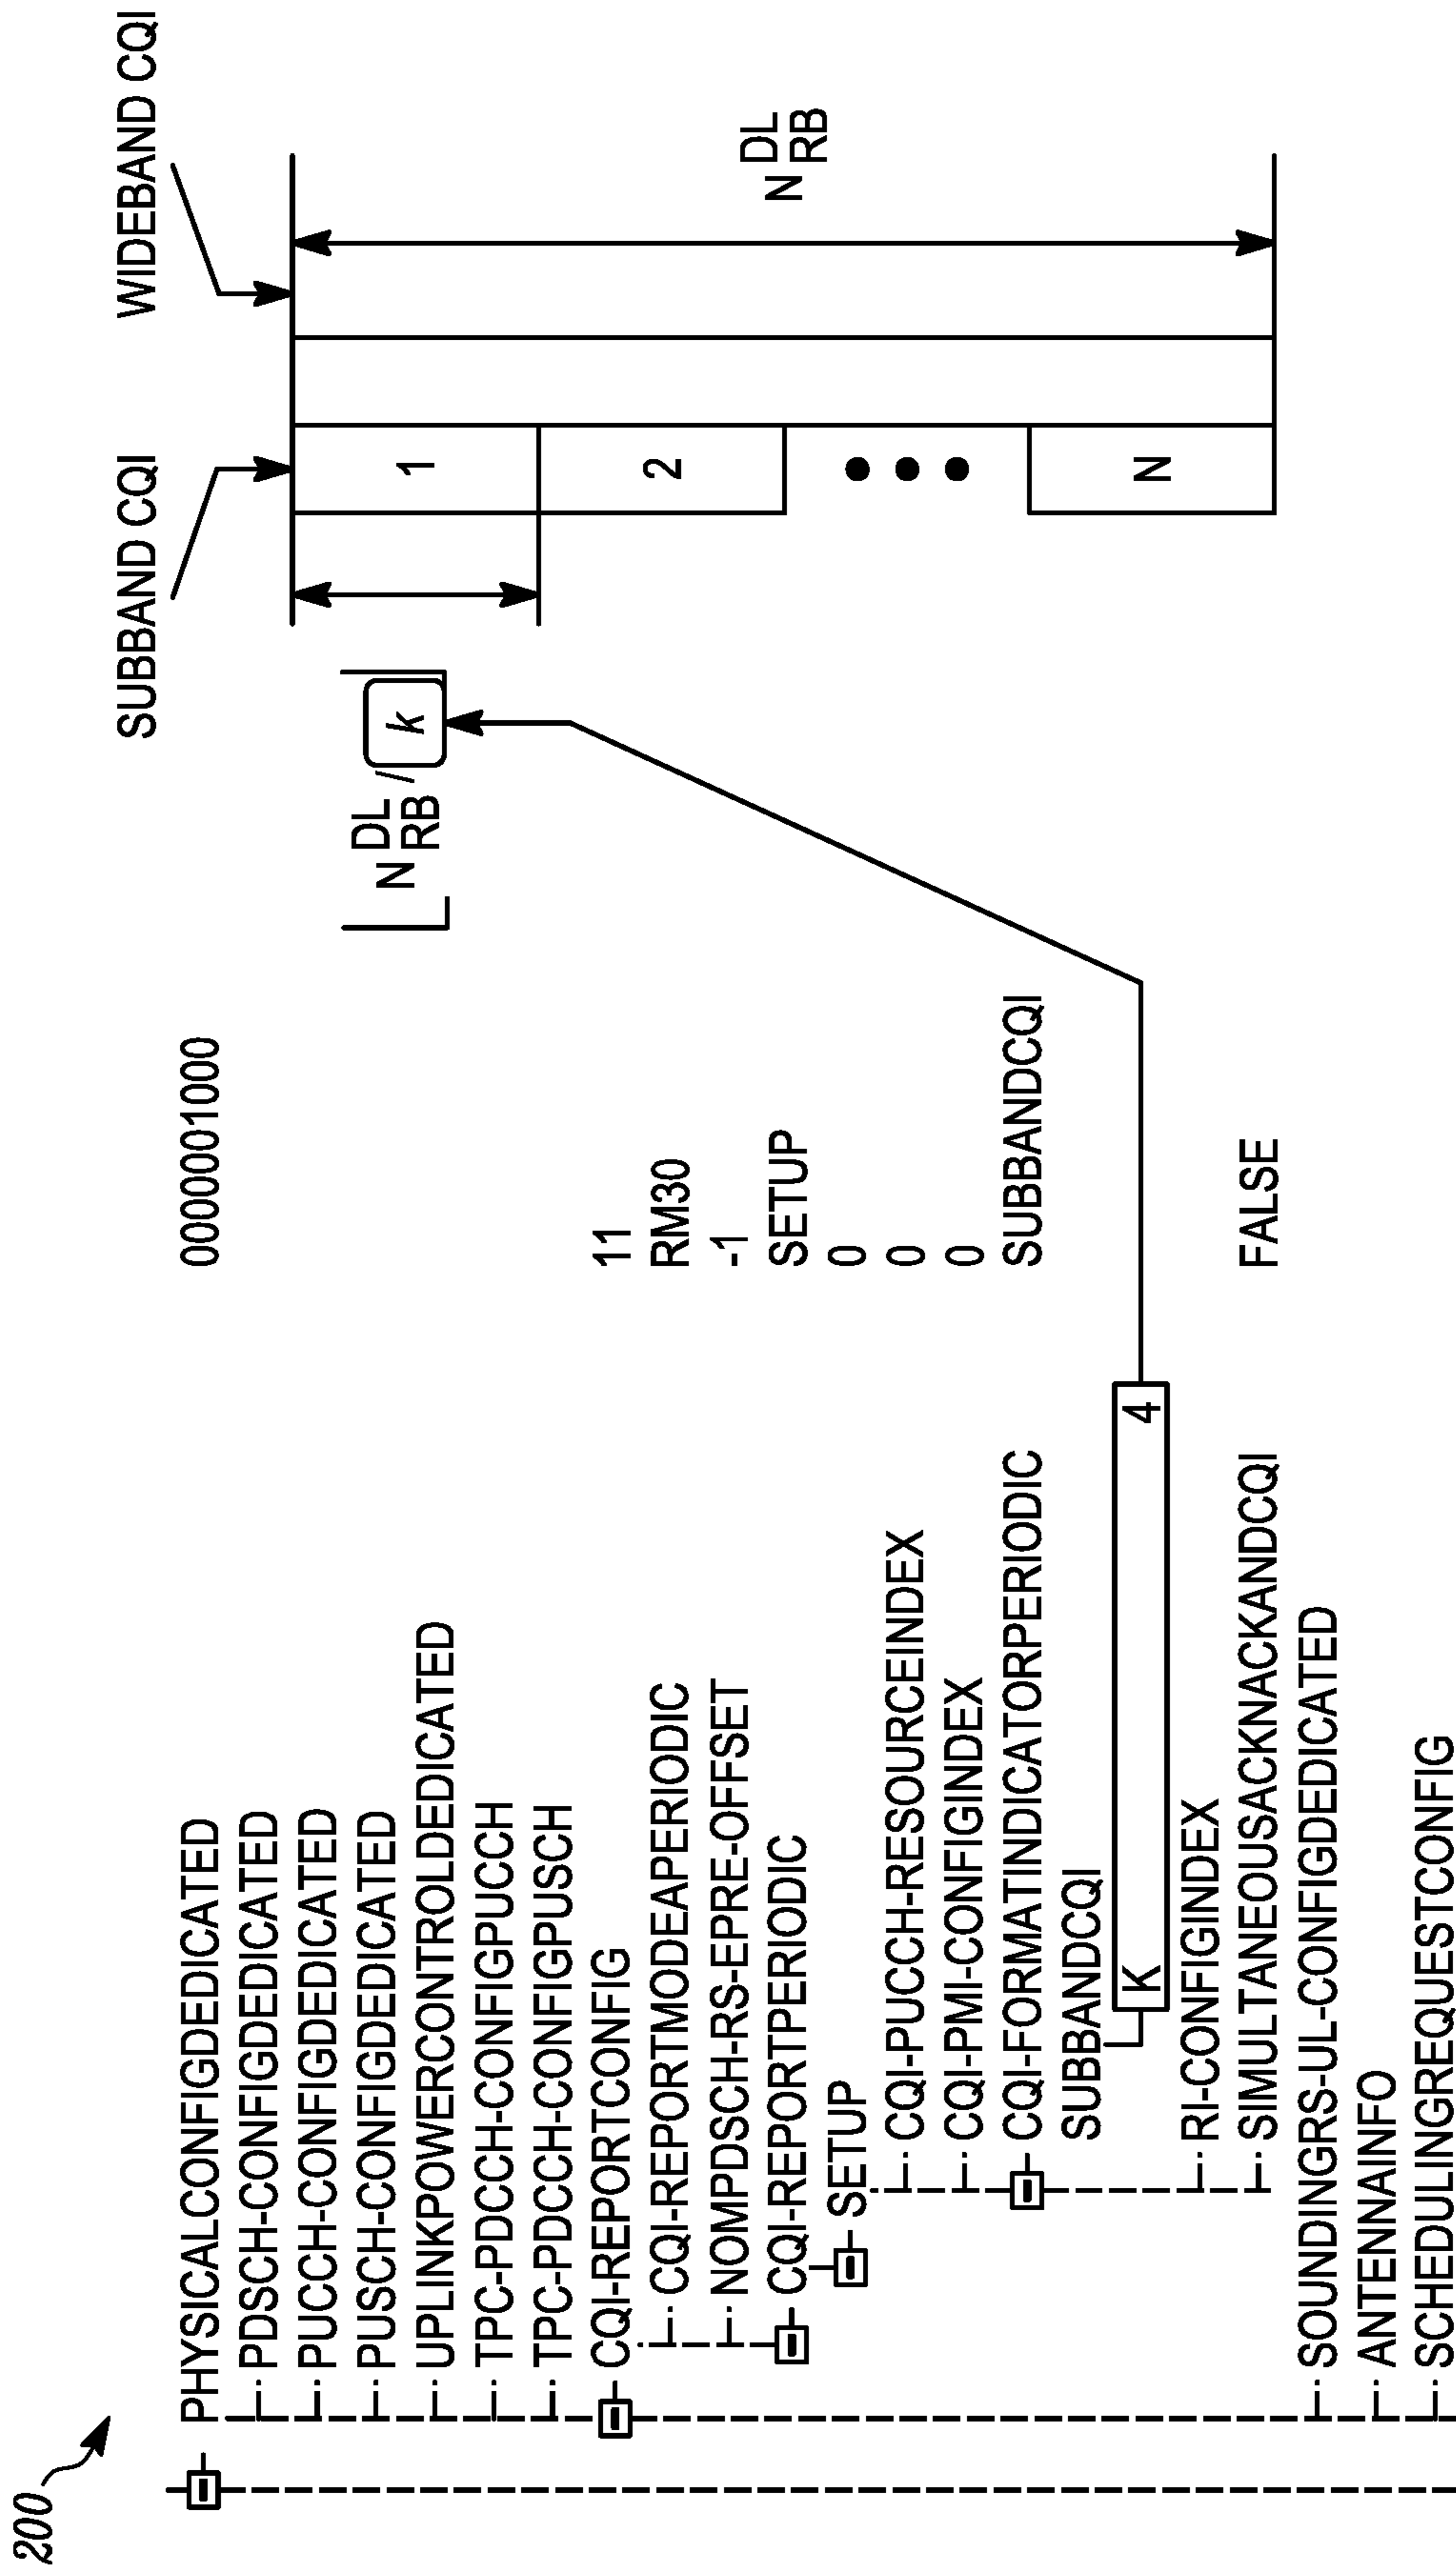 200
PHYSICALCONFIGDEDICATED 0000001000
PDSCH-CONFIGDEDICATED
PUCCH-CONFIGDEDICATED
PUSCH-CONFIGDEDICATED
UPLINKPOWERCONTROLDEDICATED
TPC-PDCCH-CONFIGPUCCH
TPC-PDCCH-CONFIGPUSCH
CQI-REPORTCONFIG 11
CQI-REPORTMODEAPERIODIC RM30
NOMPDSCH-RS-EPRE-OFFSET -1
CQI-REPORTPERIODIC SETUP
SETUP 0
CQI-PUCCH-RESOURCEINDEX 0
CQI-PMI-CONFIGINDEX 0
CQI-FORMATINDICATORPERIODIC SUBBANDCQI
SUBBANDCQI
K 4
RI-CONFIGINDEX
SIMULTANEOUSACKNACKANDCQI FALSE
SOUNDINGRS-UL-CONFIGDEDICATED
ANTENNAINFO
SCHEDULINGREQUESTCONFIG
SUBBAND CQI
WIDEBAND CQI
⌊N DL RB / k⌋
1
2
N
N DL RB